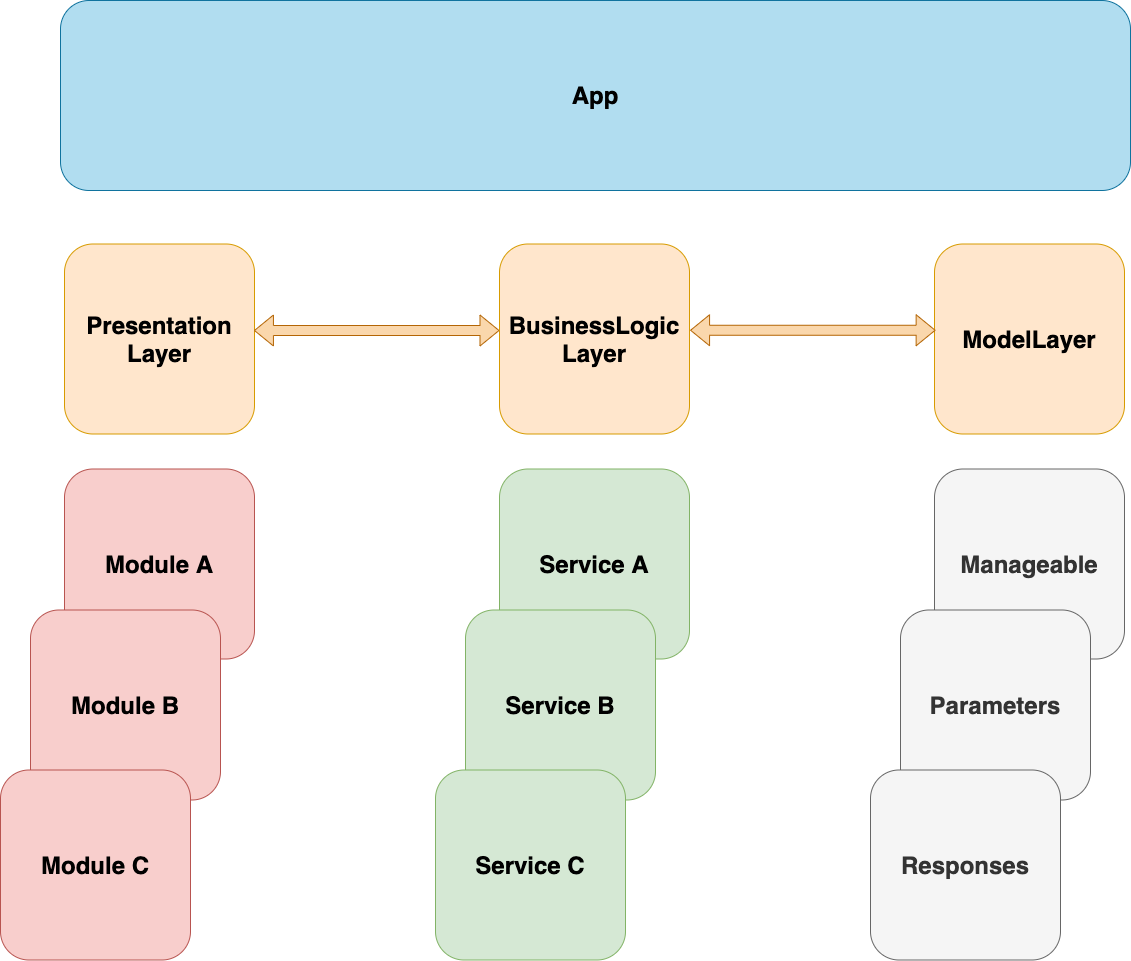 App
Presentation
Layer
BusinessLogic
Layer
ModelLayer
Module A
Service A
Manageable
Module B
Service B
Parameters
Module C
Service C
Responses